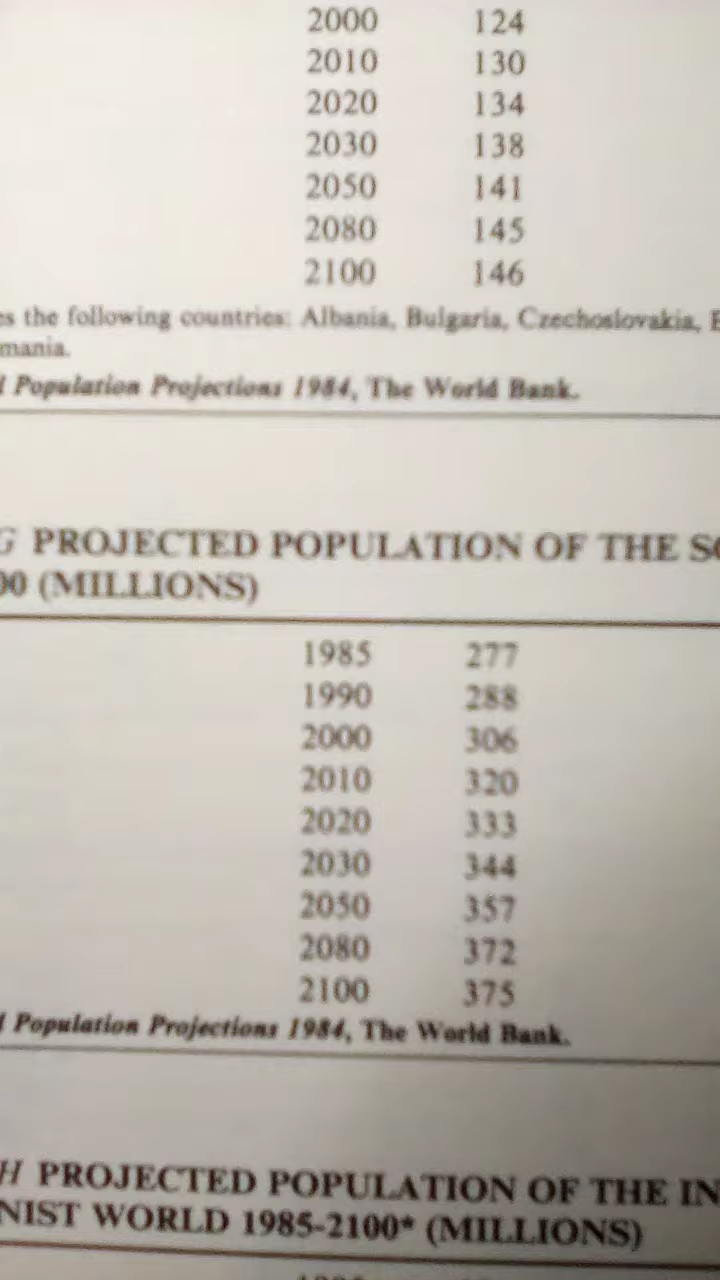 2000 124
2010 130
2020 134
2030 138
2050 141
2080 145
2100 146
es the following countries: Albania, Bulgaria, Czechoslovakia, E
mania.
l Population Projections 1984, The World Bank.
G PROJECTED POPULATION OF THE SO
00 (MILLIONS)
1985 277
1990 288
2000 306
2010 320
2020 333
2030 344
2050 357
2080 372
2100 375
l Population Projections 1984, The World Bank.
H PROJECTED POPULATION OF THE IN
NIST WORLD 1985-2100* (MILLIONS)